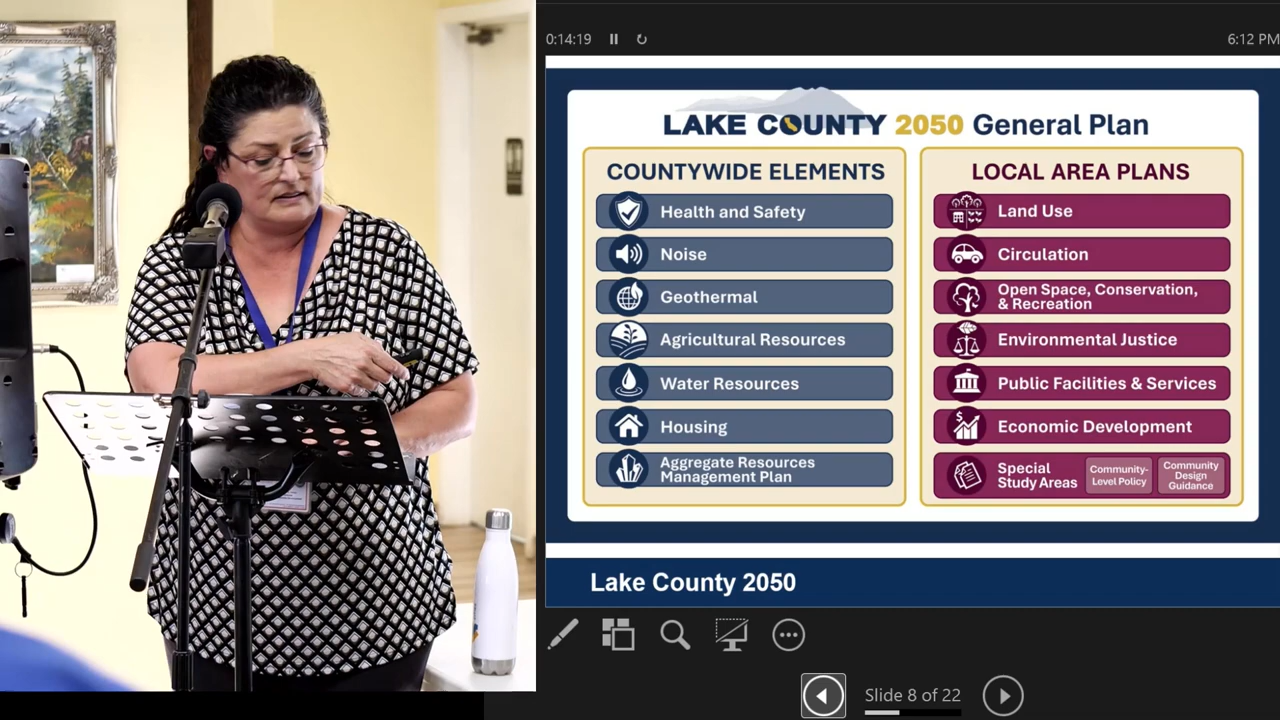 0:14:19
6:12 PM
LAKE COUNTY 2050 General Plan
COUNTYWIDE ELEMENTS
Health and Safety
Noise
Geothermal
Agricultural Resources
Water Resources
Housing
Aggregate Resources
Management Plan
LOCAL AREA PLANS
Land Use
Circulation
Open Space, Conservation,
& Recreation
Environmental Justice
Public Facilities & Services
Economic Development
Special
Study Areas
Community-
Level Policy
Community
Design
Guidance
Lake County 2050
Slide 8 of 22